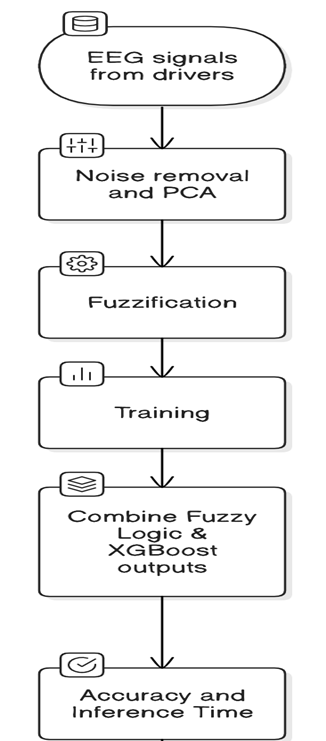 EEG signals
from drivers
Noise removal
and PCA
Fuzzification
Training
Combine Fuzzy
Logic &
XGBoost
outputs
Accuracy and
Inference Time